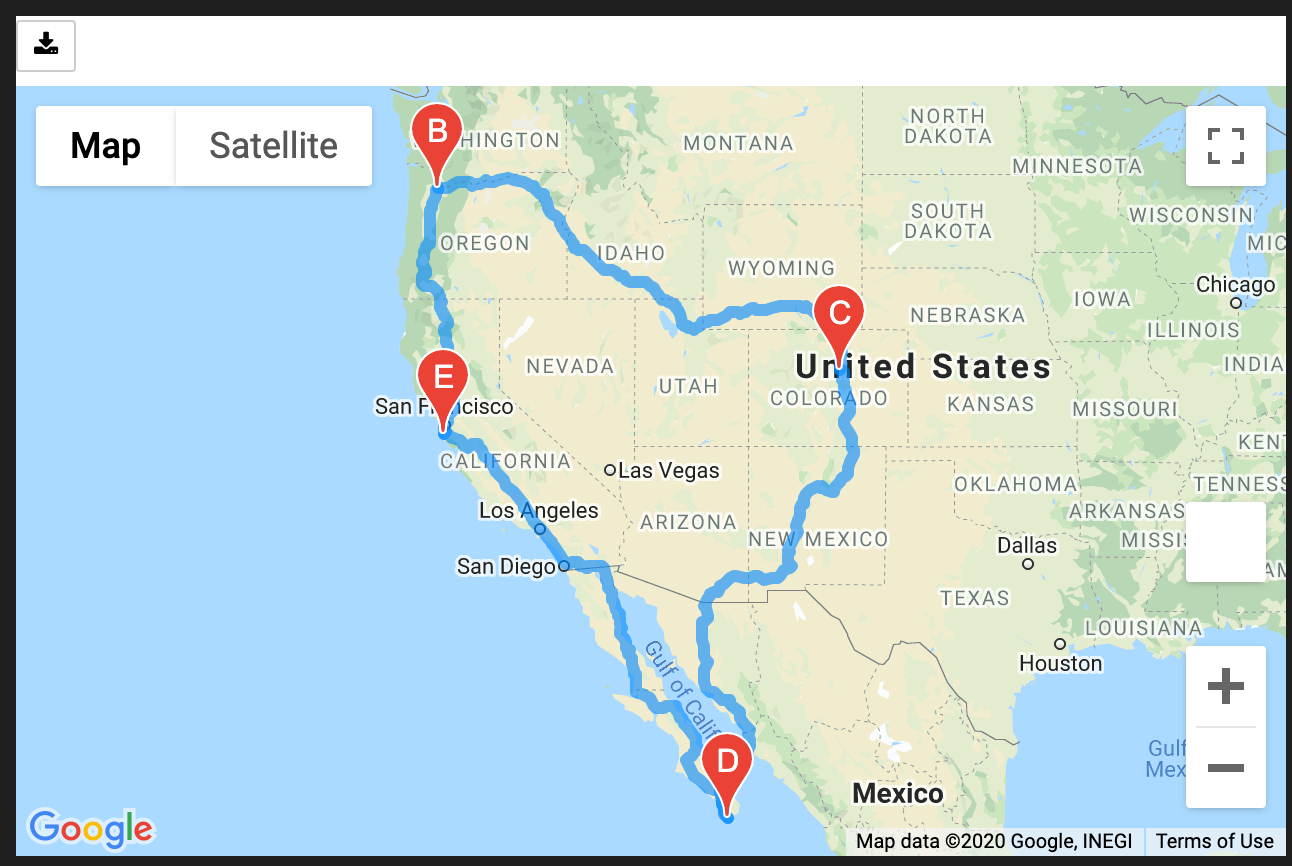 Map
Satellite
B
HINGTON
MONTANA
NORTH
DAKOTA
MINNESOTA
SOUTH
DAKOTA
WISCONSIN
MIC
OREGON
IDAHO
WYOMING
Chicago
C
IOWA
NEBRASKA
ILLINOIS
NEVADA
United States
INDIA
UTAH
COLORADO
KANSAS
MISSOURI
E
San Francisco
KENT
CALIFORNIA
Las Vegas
OKLAHOMA
TENNESS
Los Angeles
ARIZONA
ARKANSAS
NEW MEXICO
MISSIS
Dallas
San Diego
AM
TEXAS
LOUISIANA
Houston
Gulf of Calif
Gulf
Mex
D
Mexico
Google
Map data ©2020 Google, INEGI
Terms of Use